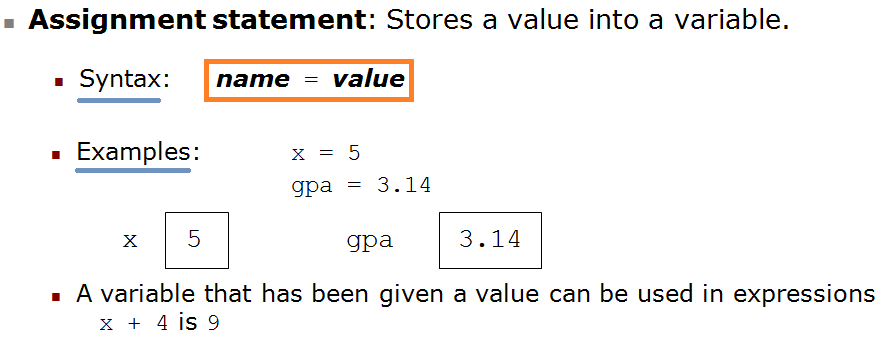 Assignment statement: Stores a value into a variable.
Syntax: name = value
Examples: x = 5
gpa = 3.14
x 5 gpa 3.14
A variable that has been given a value can be used in expressions
x + 4 is 9